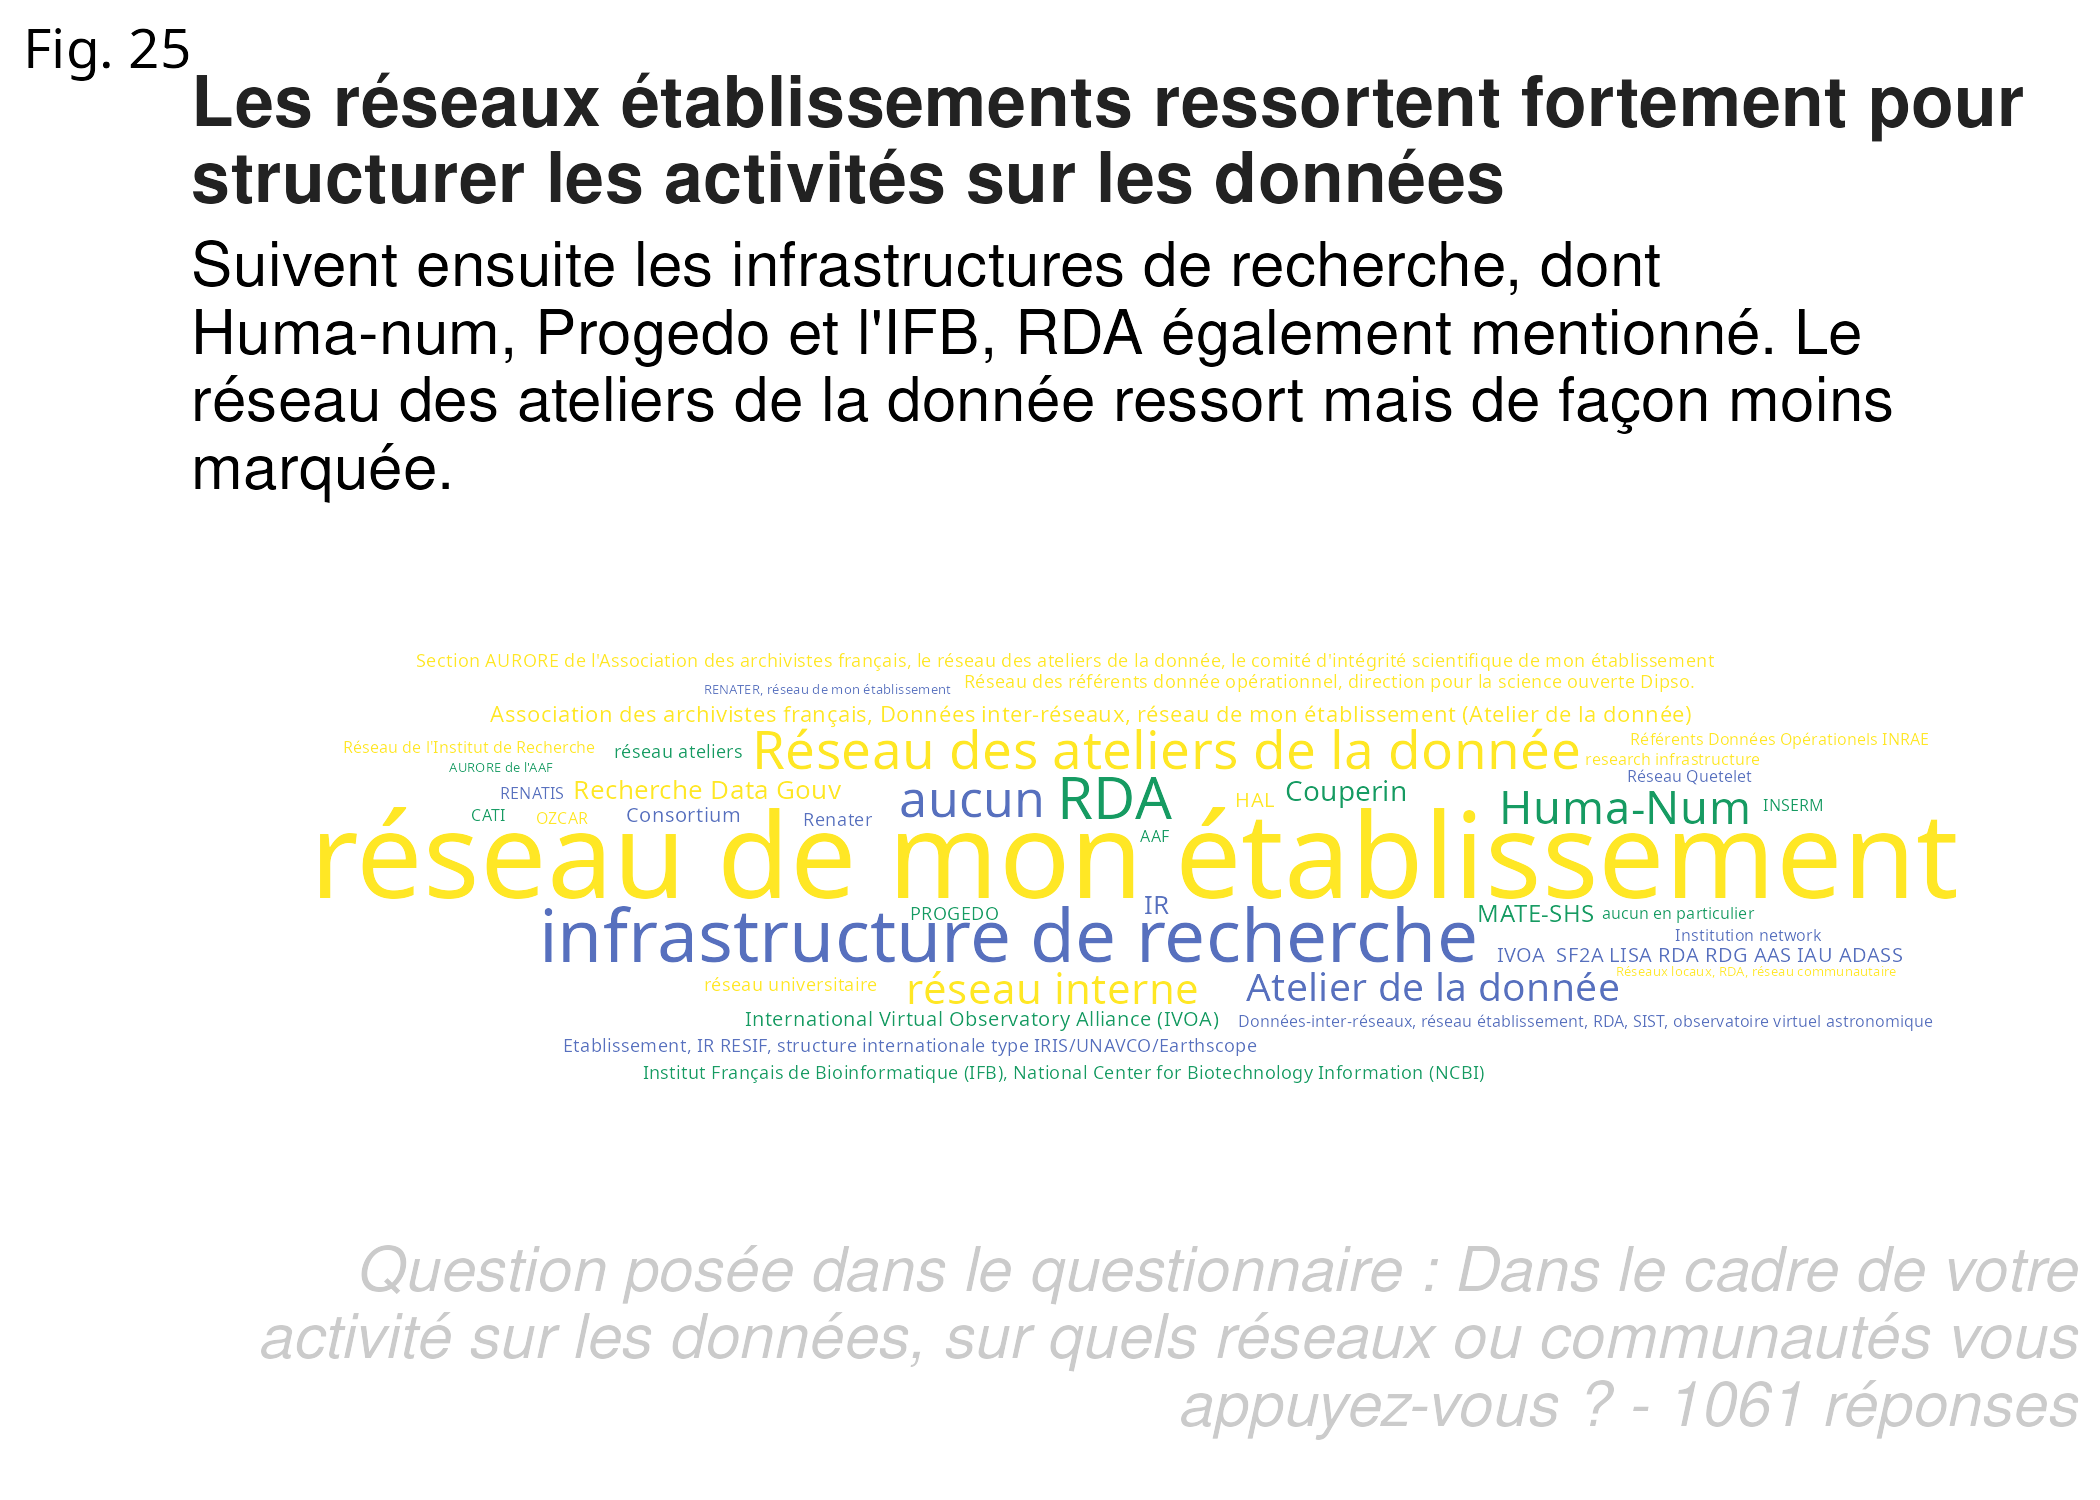 Fig. 25
Les réseaux établissements ressortent fortement pour
structurer les activités sur les données
Suivent ensuite les infrastructures de recherche, dont
Huma-num, Progedo et l'IFB, RDA également mentionné. Le
réseau des ateliers de la donnée ressort mais de façon moins
marquée.
Section AURORE de l'Association des archivistes français, le réseau des ateliers de la donnée, le comité d'intégrité scientifique de mon établissement
RENATER, réseau de mon établissement
Réseau des référents donnée opérationnel, direction pour la science ouverte Dipso.
Association des archivistes français, Données inter-réseaux, réseau de mon établissement (Atelier de la donnée)
Réseau de l'Institut de Recherche
réseau ateliers
Réseau des ateliers de la donnée
Référents Données Opérationels INRAE
research infrastructure
AURORE de l'AAF
Réseau Quetelet
RENATIS
Recherche Data Gouv
aucun
RDA
HAL
Couperin
Huma-Num
INSERM
CATI
OZCAR
Consortium
Renater
AAF
réseau de mon établissement
PROGEDO
IR
infrastructure de recherche
MATE-SHS
aucun en particulier
Institution network
IVOA  SF2A LISA RDA RDG AAS IAU ADASS
Réseaux locaux, RDA, réseau communautaire
réseau universitaire
réseau interne
Atelier de la donnée
International Virtual Observatory Alliance (IVOA)
Données-inter-réseaux, réseau établissement, RDA, SIST, observatoire virtuel astronomique
Etablissement, IR RESIF, structure internationale type IRIS/UNAVCO/Earthscope
Institut Français de Bioinformatique (IFB), National Center for Biotechnology Information (NCBI)
Question posée dans le questionnaire : Dans le cadre de votre
activité sur les données, sur quels réseaux ou communautés vous
appuyez-vous ? - 1061 réponses